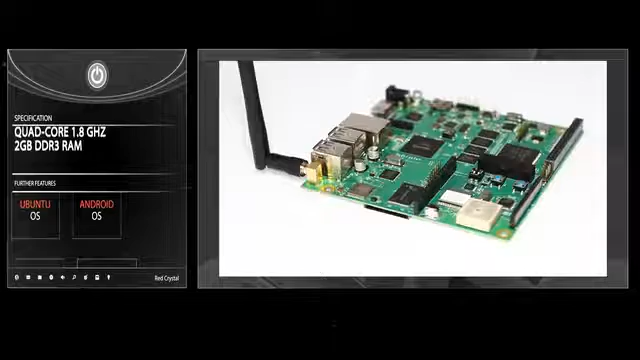 SPECIFICATION
QUAD-CORE 1.8 GHZ
2GB DDR3 RAM
FURTHER FEATURES
UBUNTU
OS
ANDROID
OS
Red Crystal